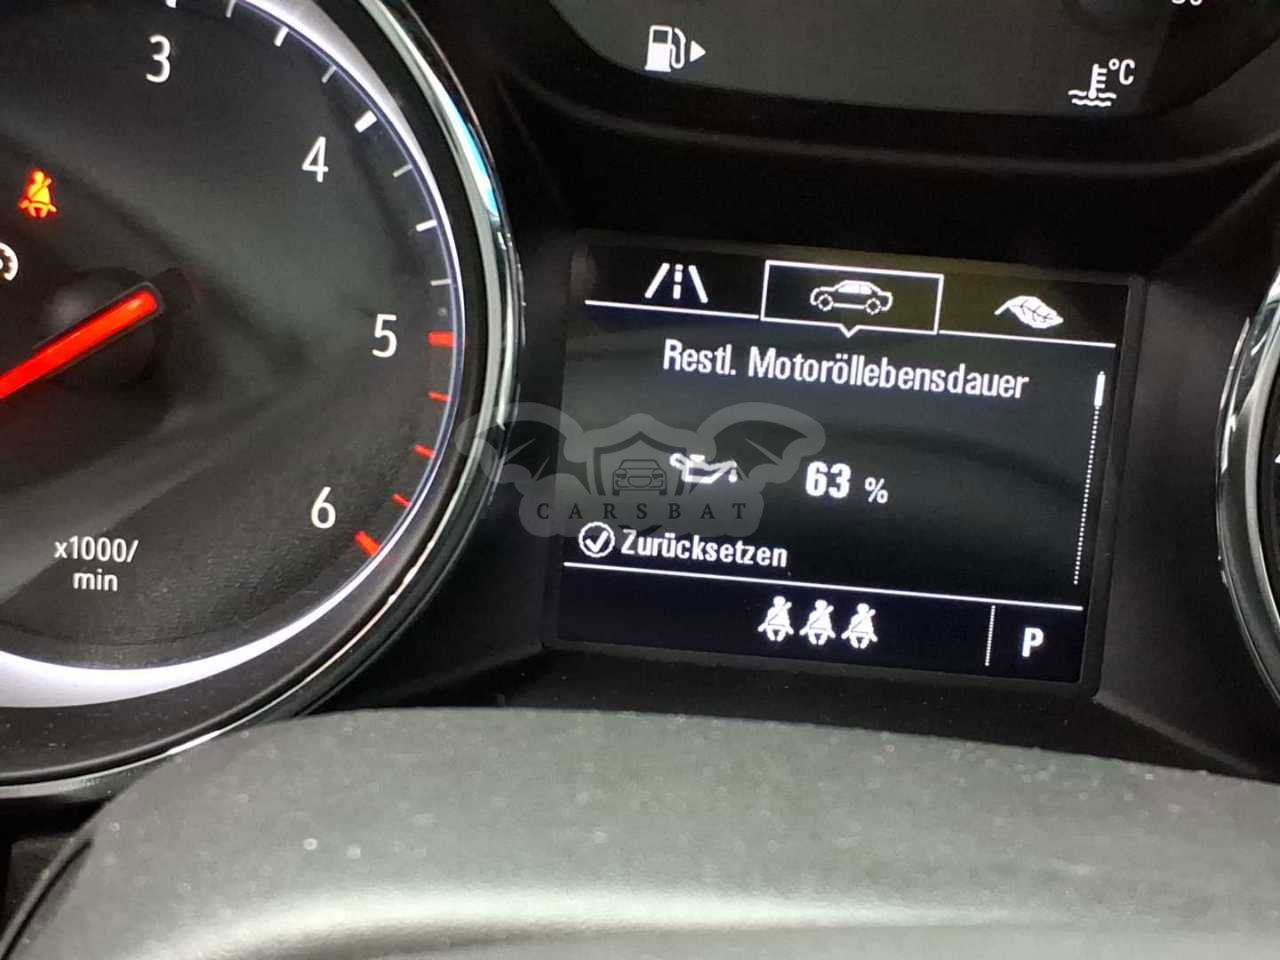 3
4
5
6
x1000/
min
°C
Restl. Motoröllebensdauer
63 %
Zurücksetzen
P
CARSBAT